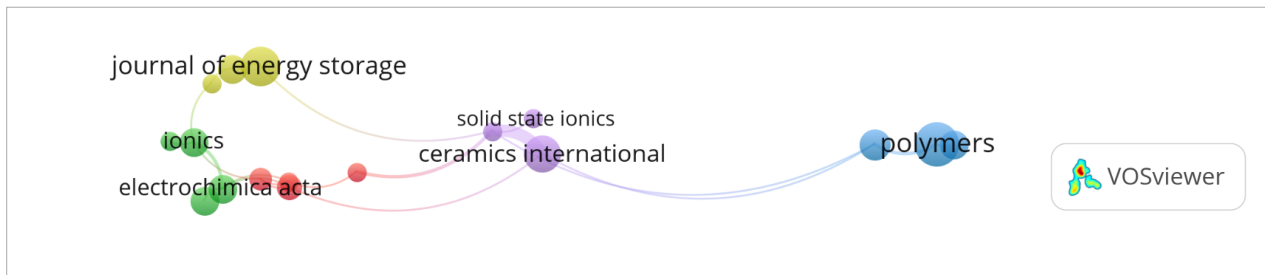 journal of energy storage
solid state ionics
ionics
ceramics international
polymers
electrochimica acta
VOSviewer